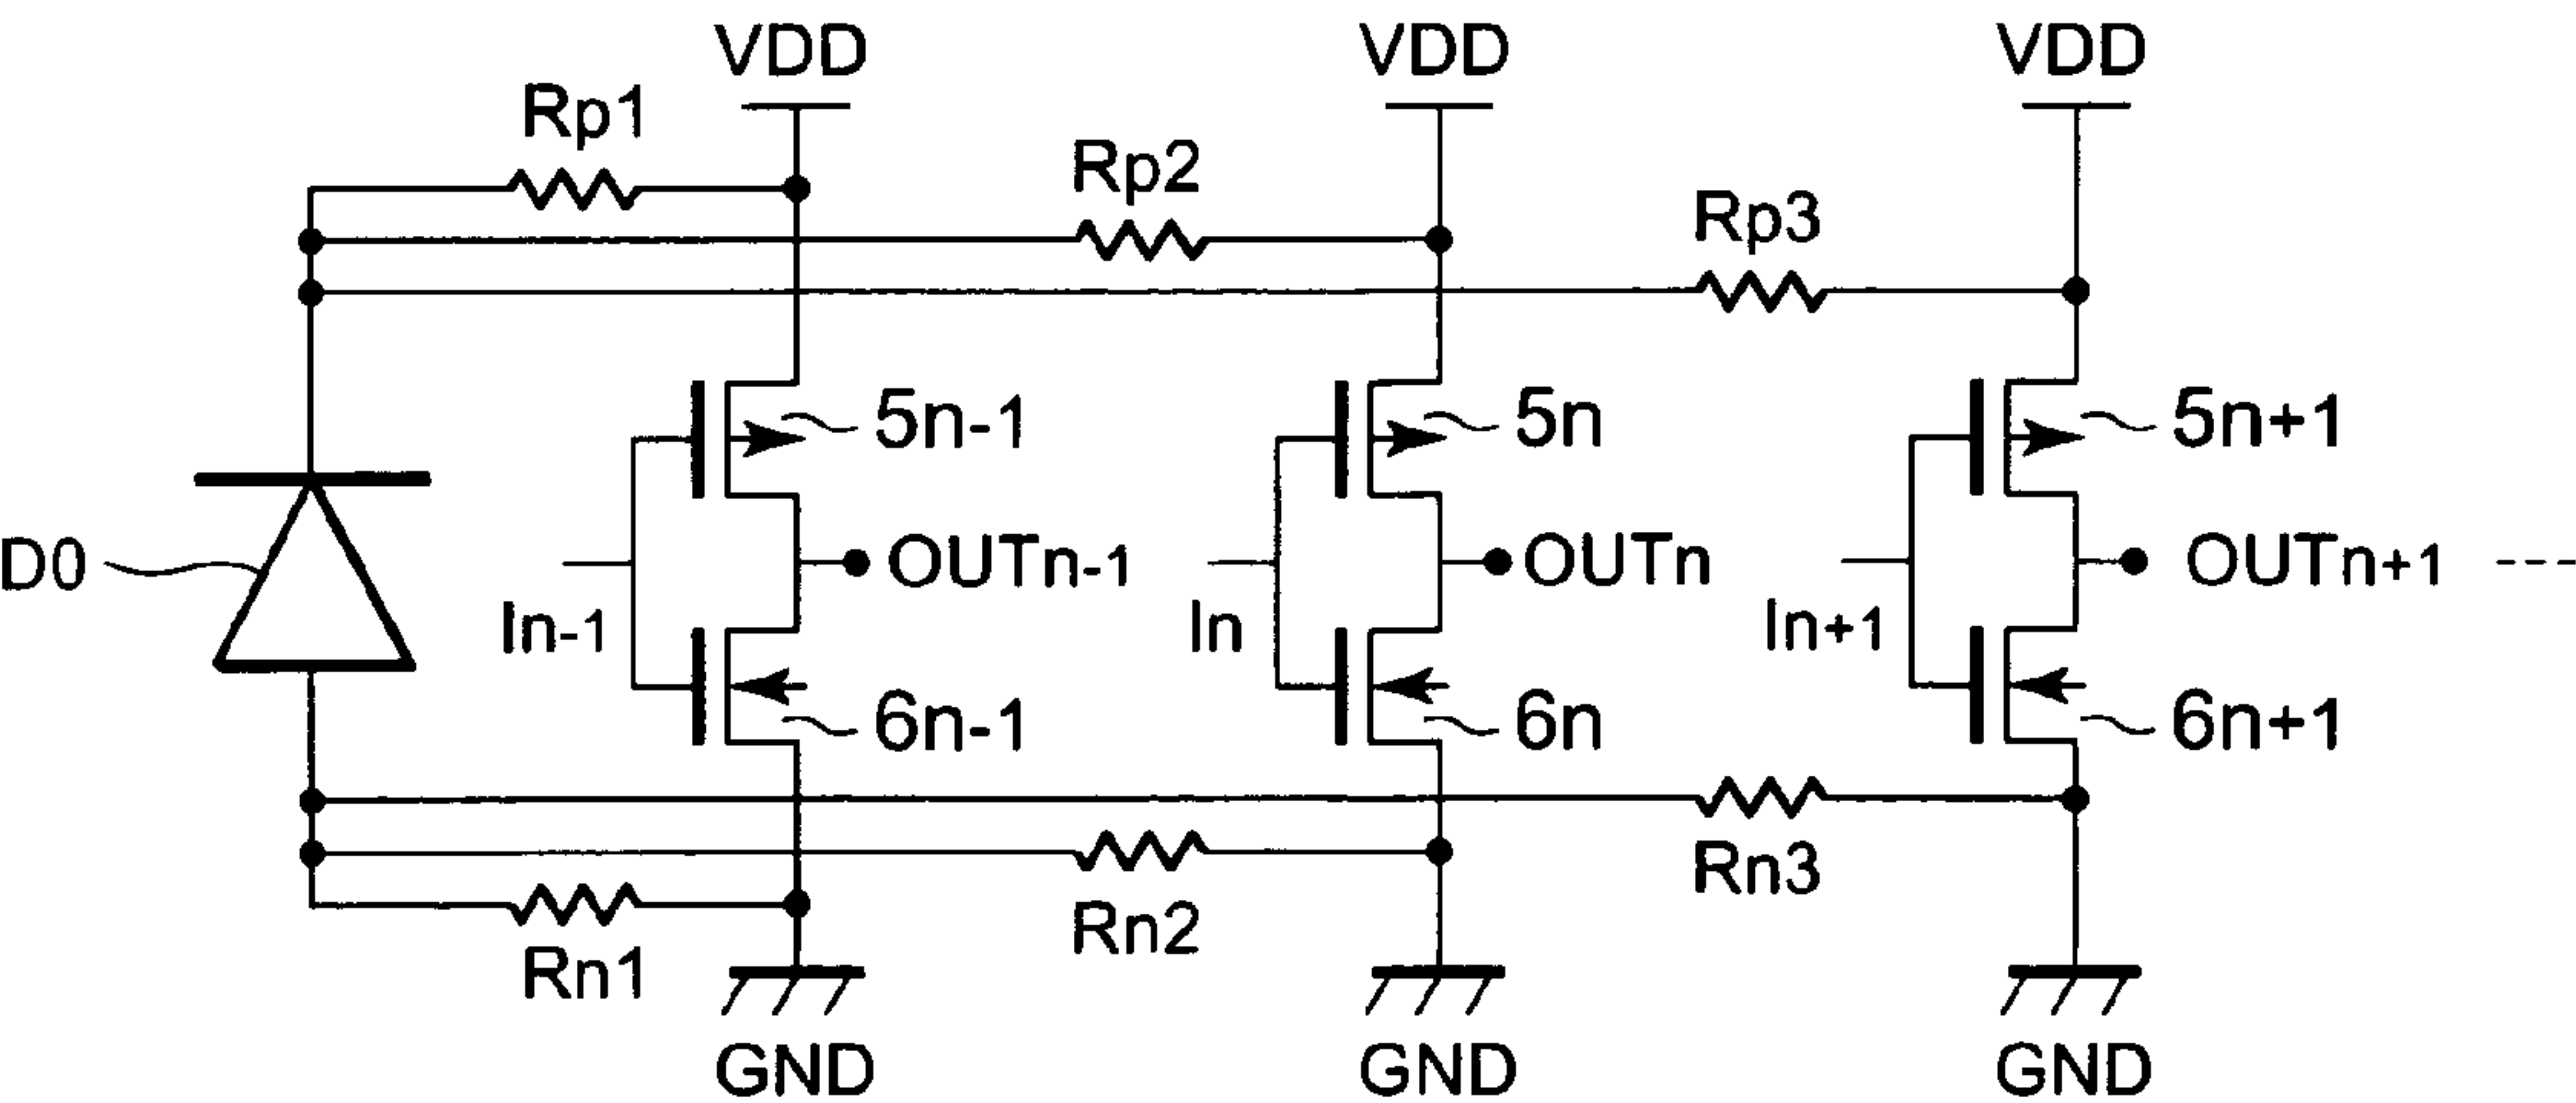 VDD VDD VDD
Rp1
Rp2
Rp3
5n-1 5n 5n+1
D0 OUTn-1 OUTn OUTn+1
In-1 In In+1
6n-1 6n 6n+1
Rn3
Rn2
Rn1
GND GND GND